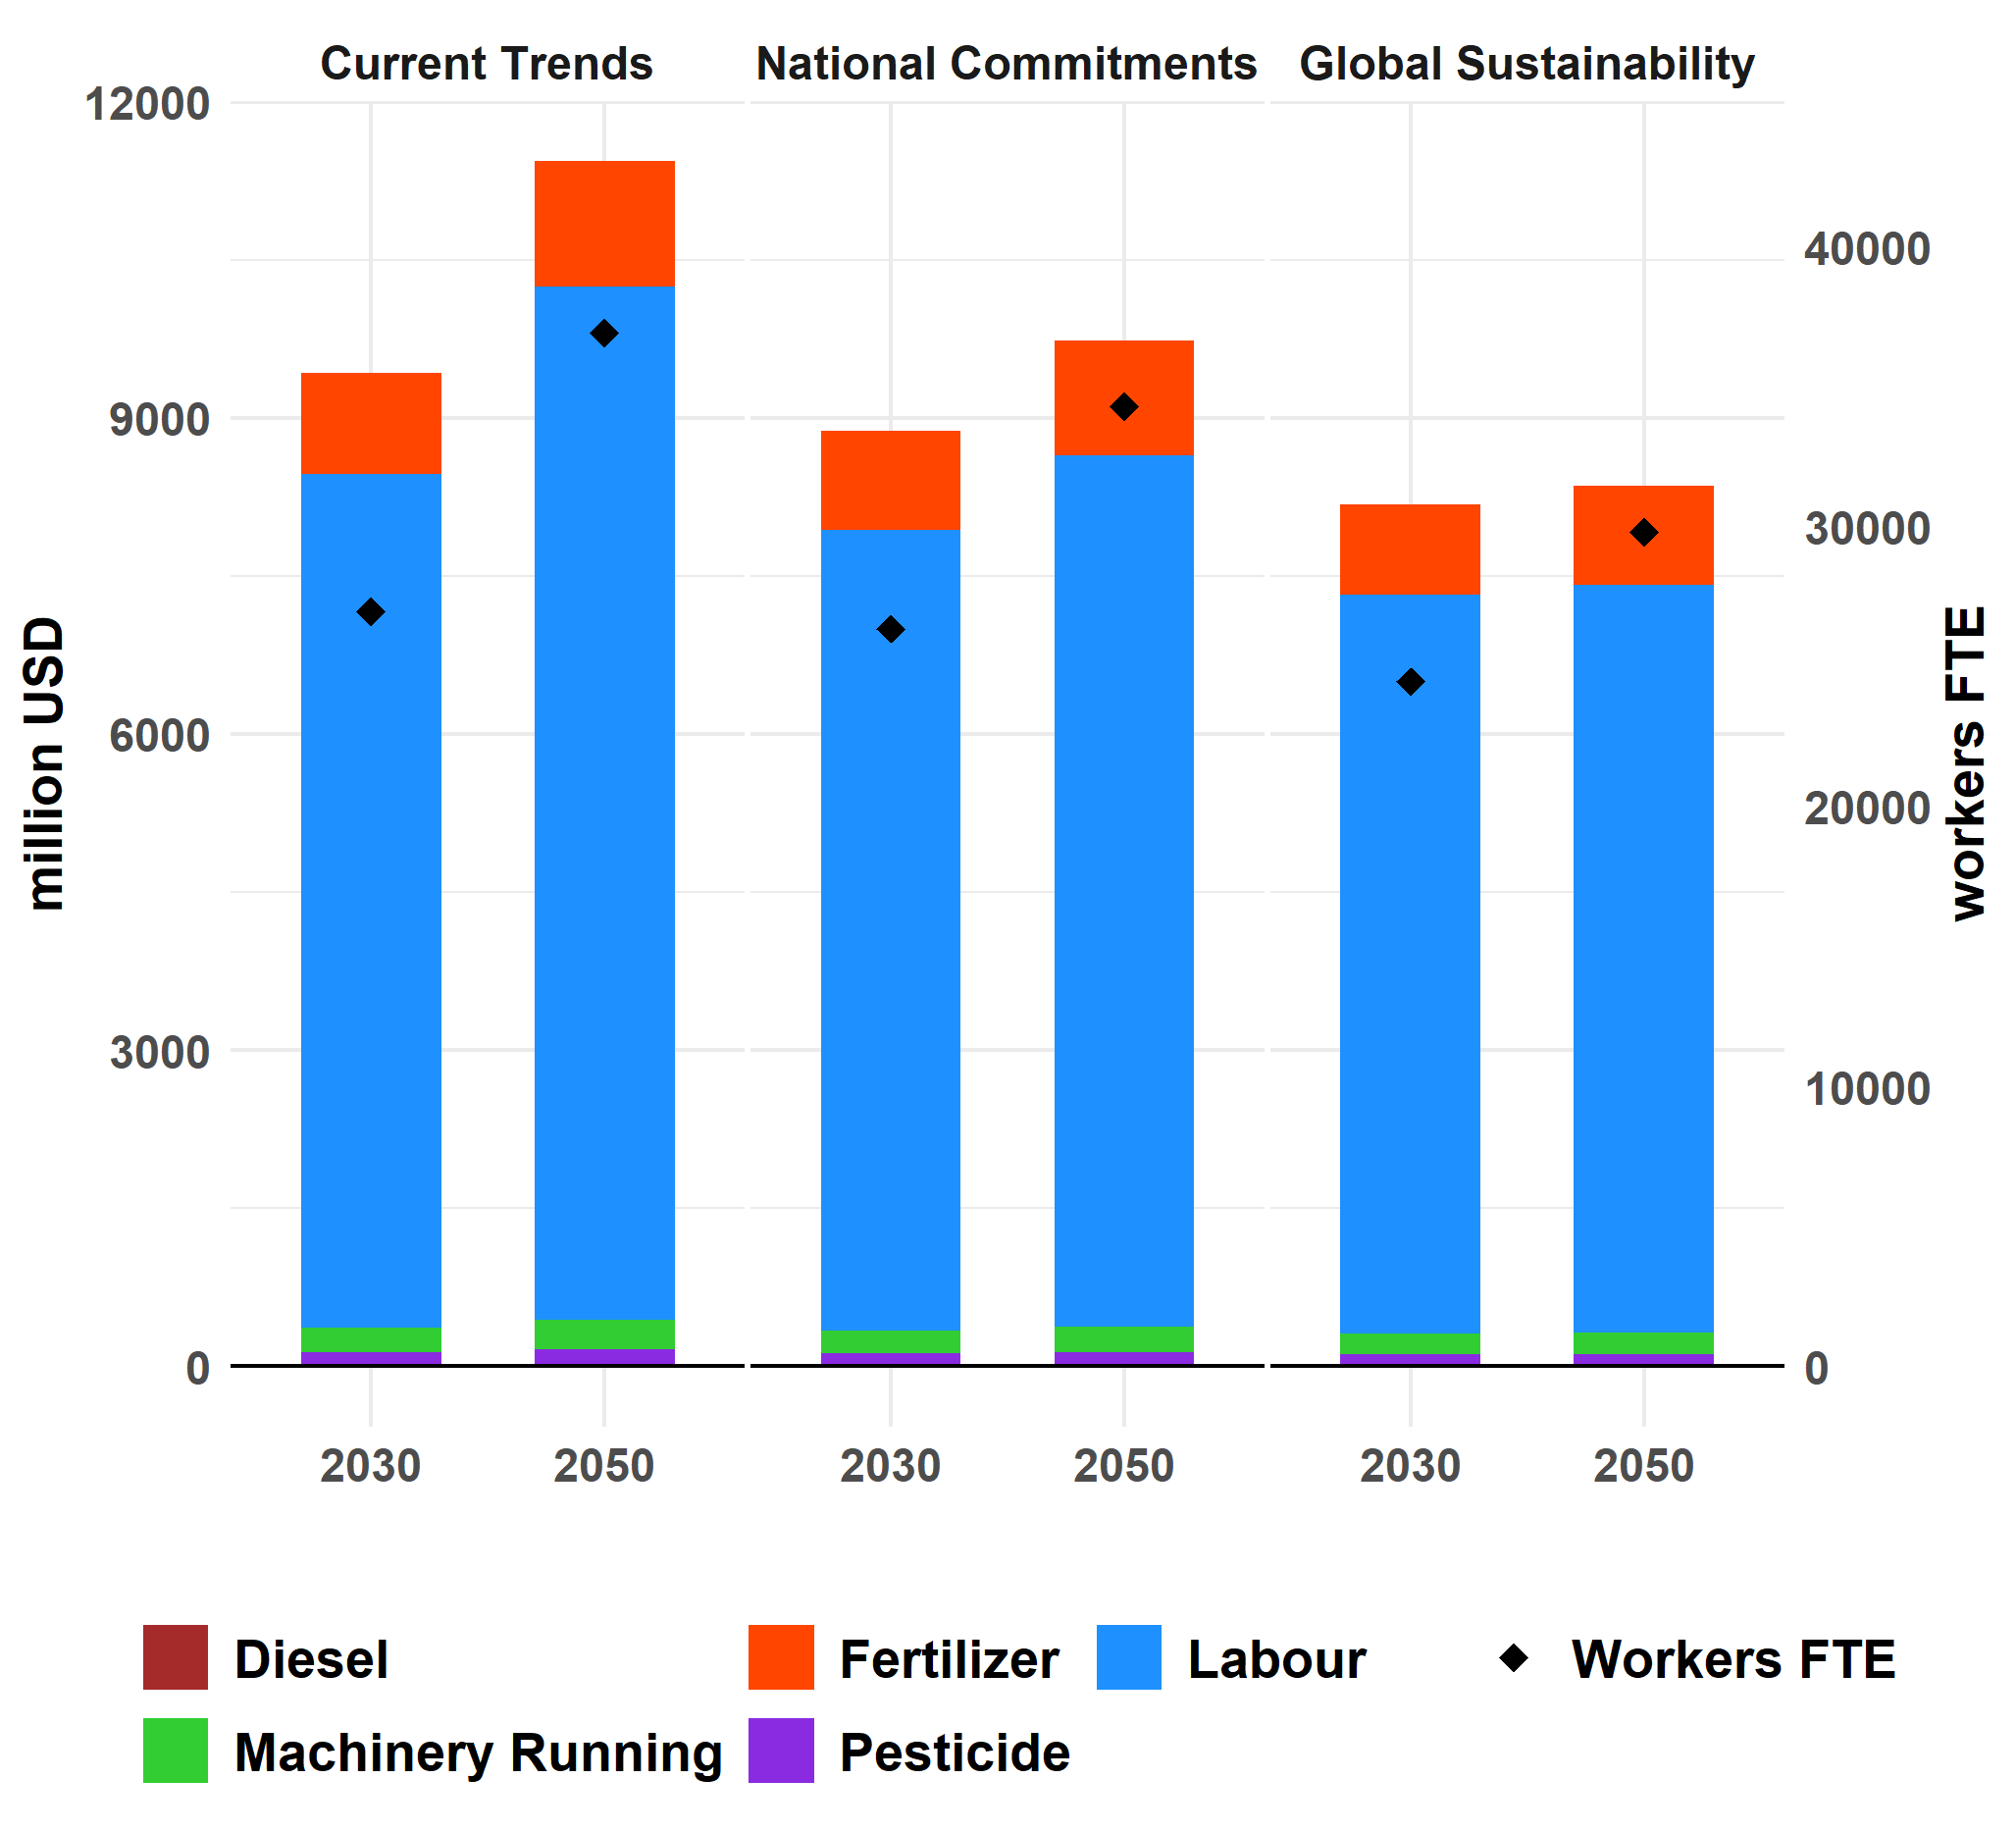 Current Trends National Commitments Global Sustainability
12000
9000
6000
3000
0
million USD
40000
30000
20000
10000
0
workers FTE
2030 2050 2030 2050 2030 2050
Diesel Fertilizer Labour Workers FTE
Machinery Running Pesticide